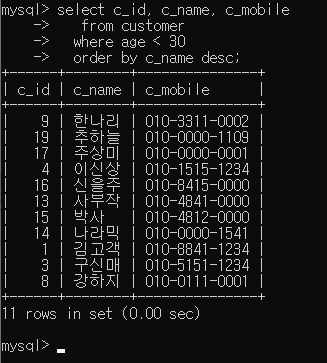 mysql> select c_id, c_name, c_mobile
    ->   from customer
    ->  where age < 30
    ->  order by c_name desc;
+------+--------+---------------+
| c_id | c_name | c_mobile      |
+------+--------+---------------+
|    9 | 한나리 | 010-3311-0002 |
|   19 | 추하늘 | 010-0000-1109 |
|   17 | 주상미 | 010-0000-0001 |
|    4 | 이신상 | 010-1515-1234 |
|   16 | 신을주 | 010-8415-0000 |
|   13 | 사부작 | 010-4841-0000 |
|   15 | 박사   | 010-4812-0000 |
|   14 | 나라믹 | 010-0000-1541 |
|    1 | 김고객 | 010-8841-1234 |
|    3 | 구신매 | 010-5151-1234 |
|    8 | 강하지 | 010-0111-0001 |
+------+--------+---------------+
11 rows in set (0.00 sec)
mysql>